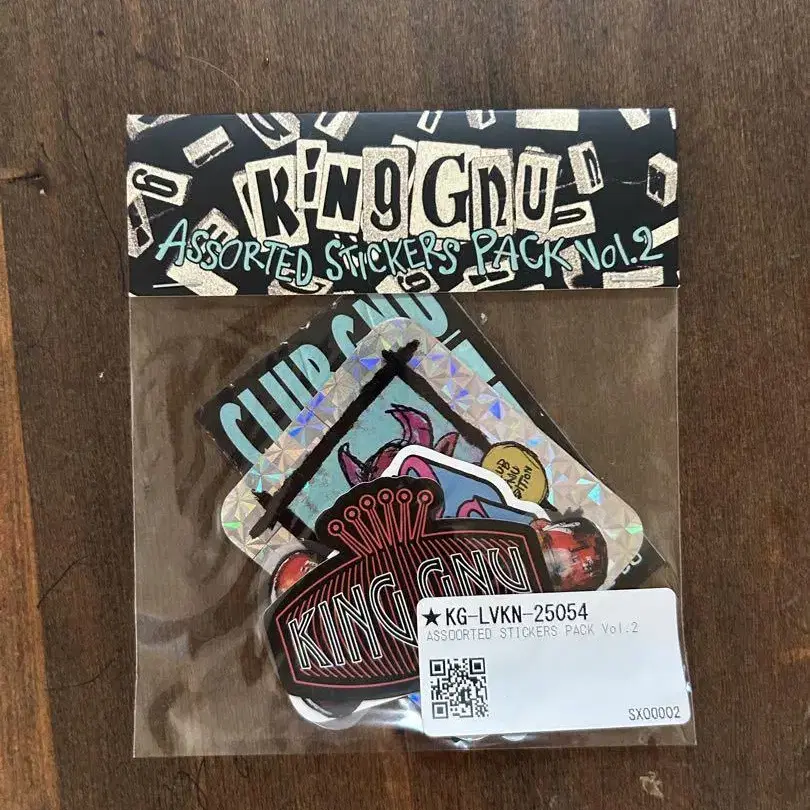 King Gnu
ASSORTED STICKERS PACK Vol.2
CLUB GNU
KING GNU
★KG-LVKN-25054
ASSOORTED STICKERS PACK Vol.2
SX00002